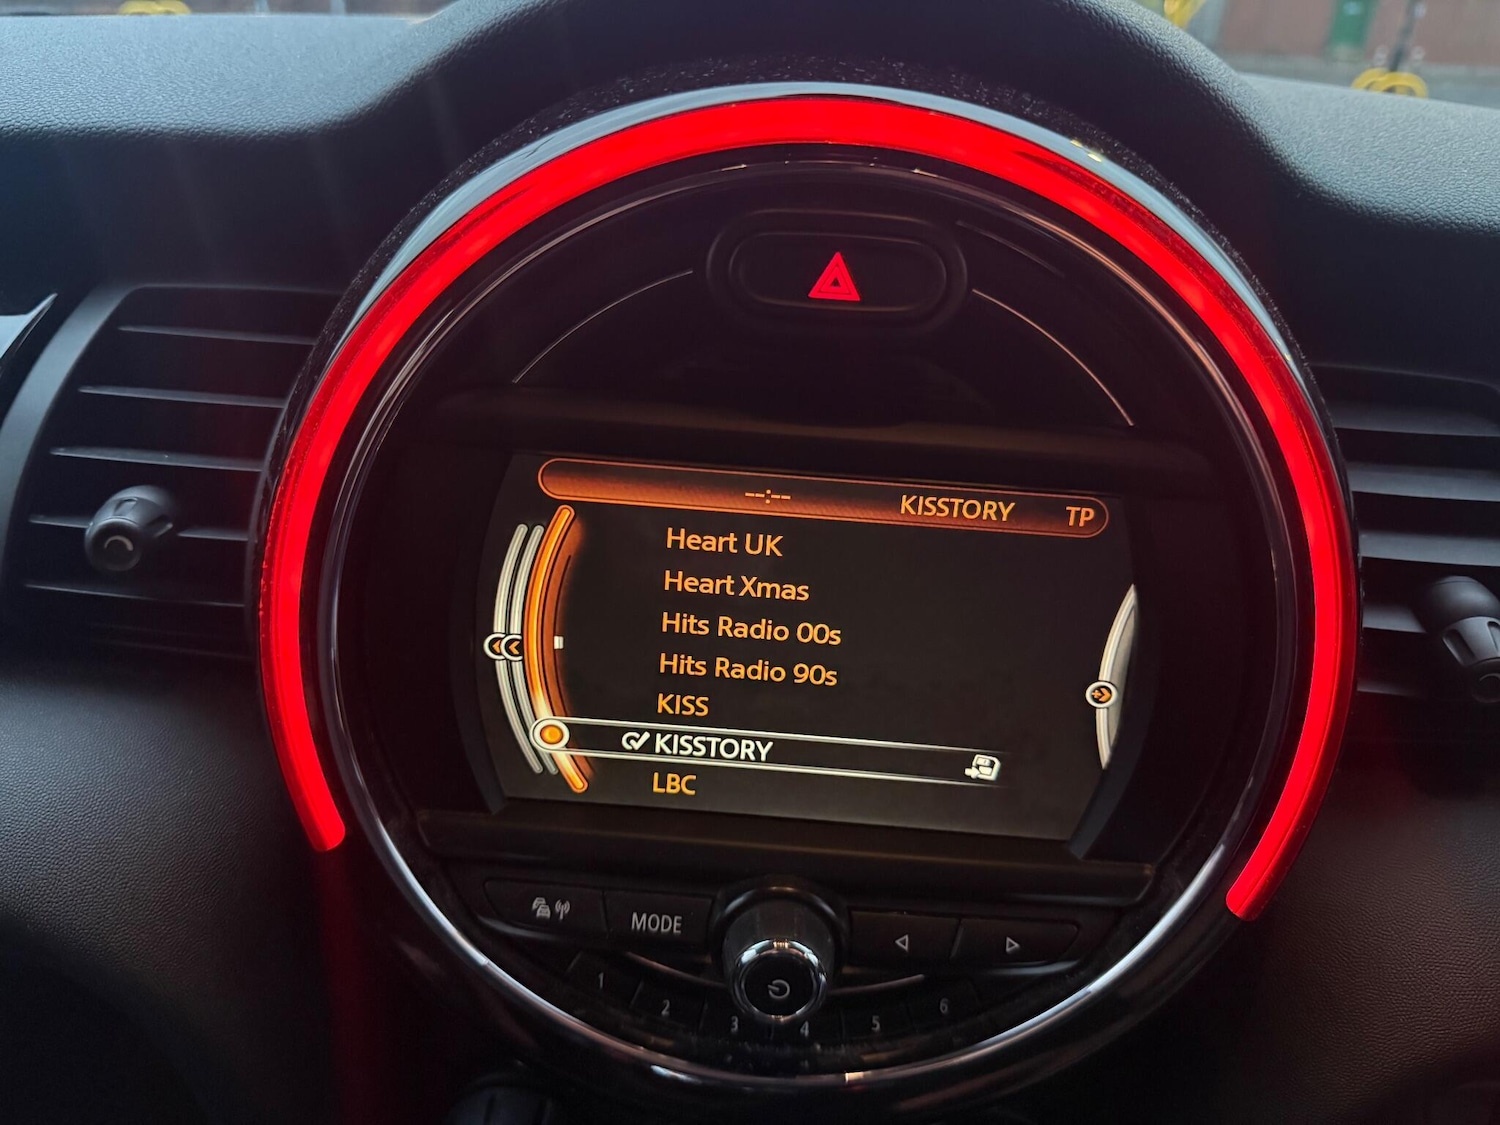 --:-- KISSTORY TP
Heart UK
Heart Xmas
Hits Radio 00s
Hits Radio 90s
KISS
KISSTORY
LBC
MODE
1 2 3 4 5 6